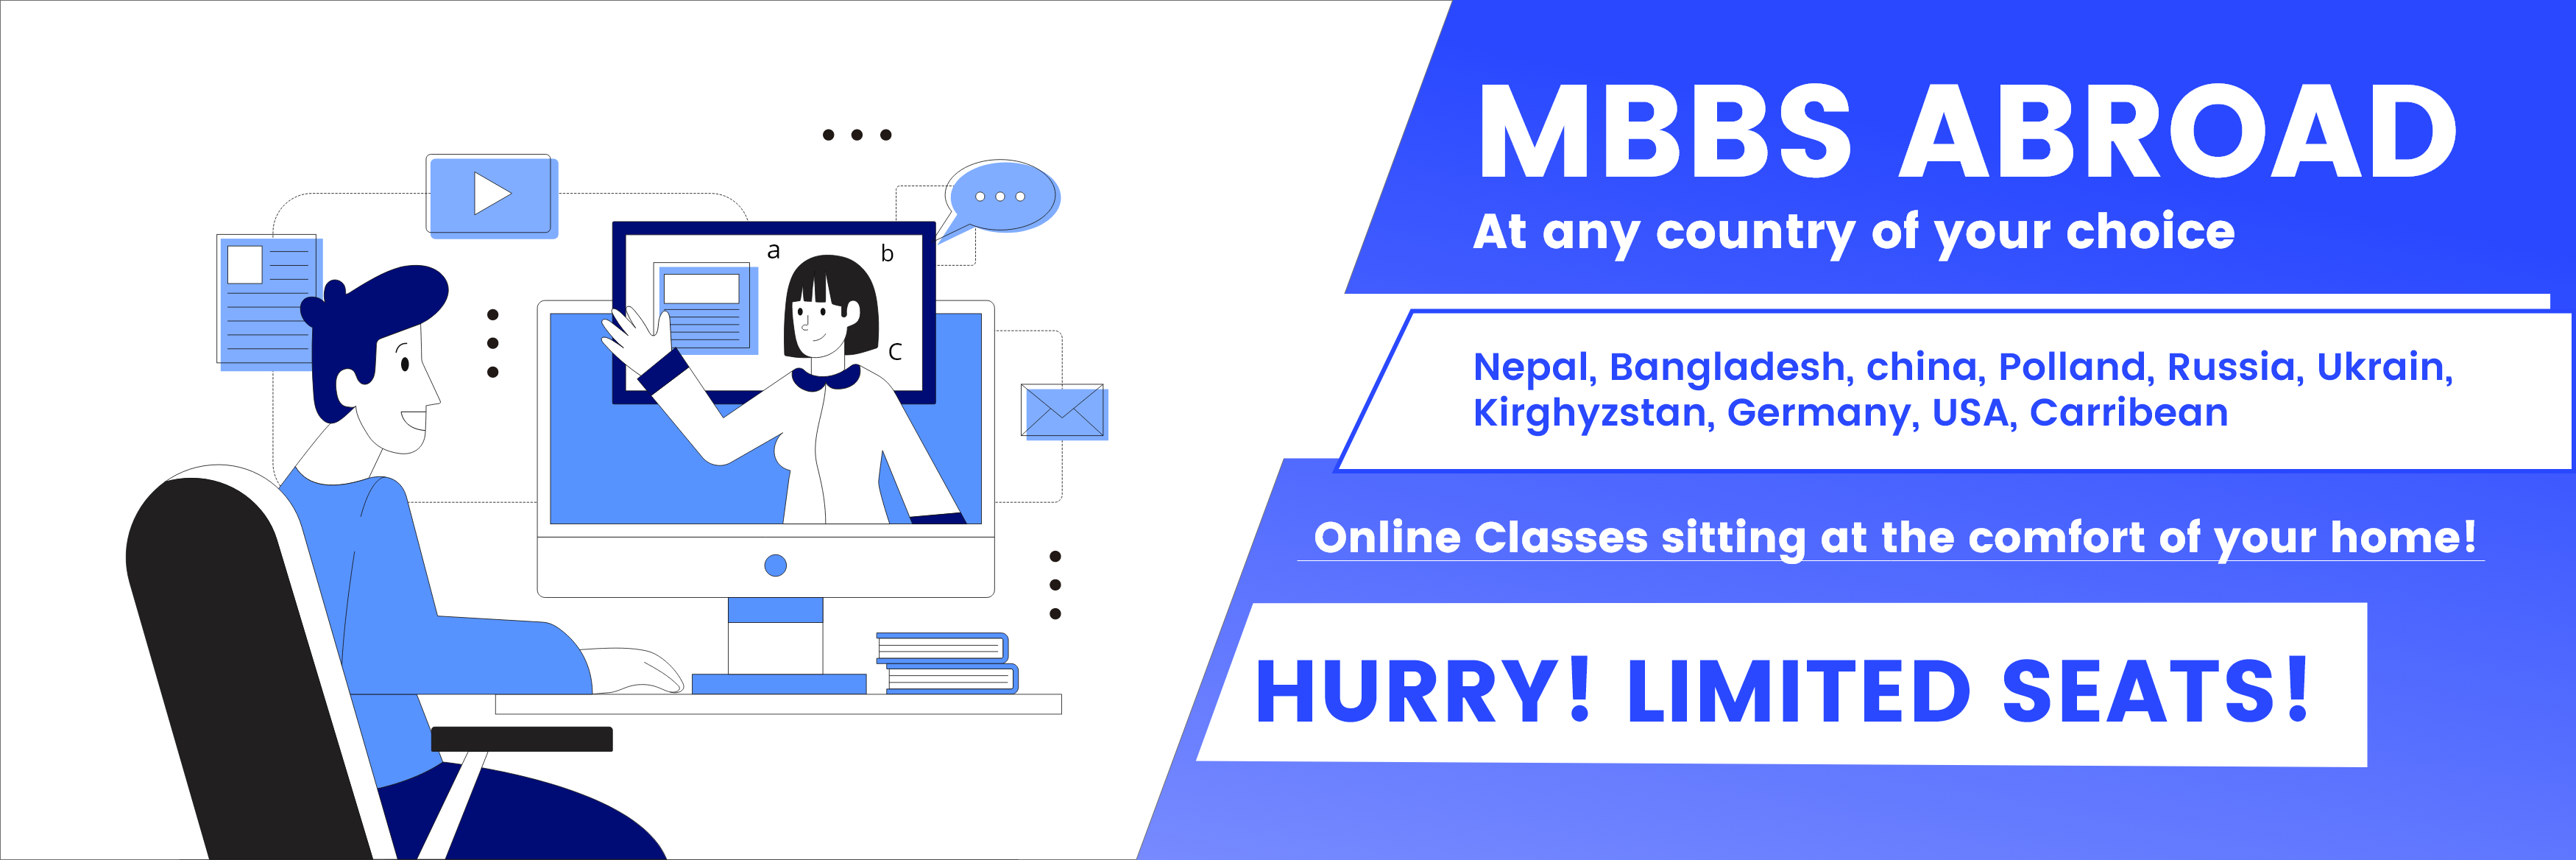 a
b
C
MBBS ABROAD
At any country of your choice
Nepal, Bangladesh, china, Polland, Russia, Ukrain,
Kirghyzstan, Germany, USA, Carribean
Online Classes sitting at the comfort of your home!
HURRY! LIMITED SEATS!